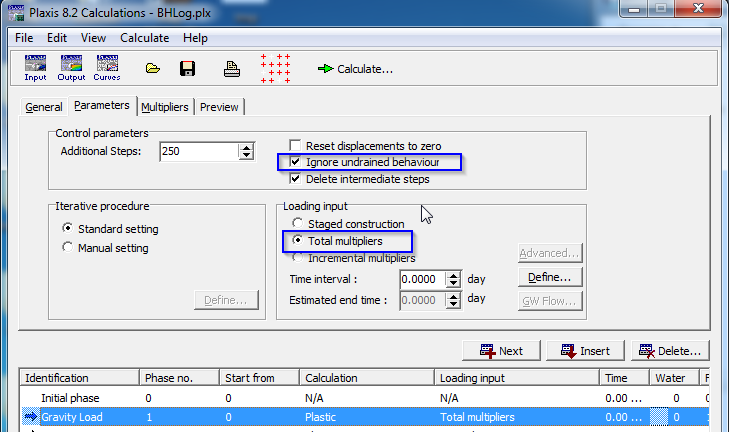 Plaxis 8.2 Calculations - BHLog.plx
File Edit View Calculate Help
Input Output Curves Calculate...
General Parameters Multipliers Preview
Control parameters
Additional Steps: 250
Reset displacements to zero
Ignore undrained behaviour
Delete intermediate steps
Iterative procedure
Standard setting
Manual setting
Define...
Loading input
Staged construction
Total multipliers
Incremental multipliers
Advanced...
Time interval : 0.0000 day Define...
Estimated end time : 0.0000 day GW Flow...
Next Insert Delete...
Identification Phase no. Start from Calculation Loading input Time Water F
Initial phase 0 0 N/A N/A 0.00 ... 0 0
Gravity Load 1 0 Plastic Total multipliers 0.00 ... 0 1